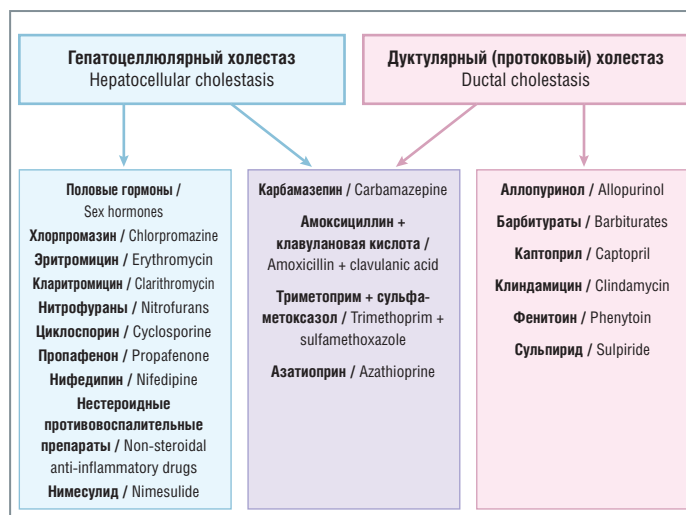 Гепатоцеллюлярный холестаз
Hepatocellular cholestasis
Дуктулярный (протоковый) холестаз
Ductal cholestasis
Половые гормоны /
Sex hormones
Хлорпромазин / Chlorpromazine
Эритромицин / Erythromycin
Кларитромицин / Clarithromycin
Нитрофураны / Nitrofurans
Циклоспорин / Cyclosporine
Пропафенон / Propafenone
Нифедипин / Nifedipine
Нестероидные
противовоспалительные
препараты / Non-steroidal
anti-inflammatory drugs
Нимесулид / Nimesulide
Карбамазепин / Carbamazepine
Амоксициллин +
клавулановая кислота /
Amoxicillin + clavulanic acid
Триметоприм + сульфа-
метоксазол / Trimethoprim +
sulfamethoxazole
Азатиоприн / Azathioprine
Аллопуринол / Allopurinol
Барбитураты / Barbiturates
Каптоприл / Captopril
Клиндамицин / Clindamycin
Фенитоин / Phenytoin
Сульпирид / Sulpiride